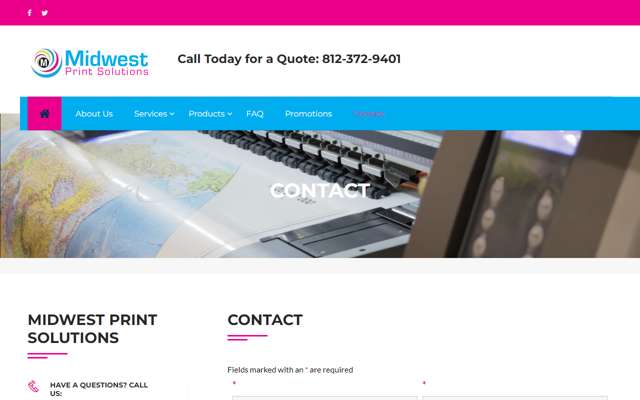 Midwest
Print Solutions
M
Call Today for a Quote: 812-372-9401
About Us
Services
Products
FAQ
Promotions
Contact
CONTACT
MIDWEST PRINT
SOLUTIONS
HAVE A QUESTIONS? CALL
US:
CONTACT
Fields marked with an * are required
* *